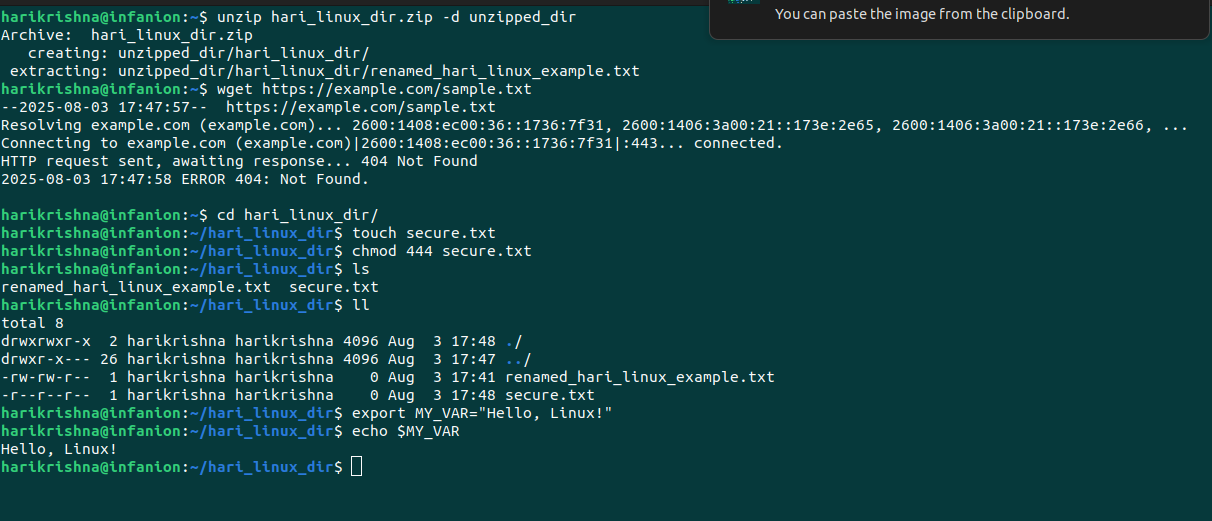 harikrishna@infanion:~$ unzip hari_linux_dir.zip -d unzipped_dir
You can paste the image from the clipboard.
Archive:  hari_linux_dir.zip
   creating: unzipped_dir/hari_linux_dir/
 extracting: unzipped_dir/hari_linux_dir/renamed_hari_linux_example.txt
harikrishna@infanion:~$ wget https://example.com/sample.txt
--2025-08-03 17:47:57--  https://example.com/sample.txt
Resolving example.com (example.com)... 2600:1408:ec00:36::1736:7f31, 2600:1406:3a00:21::173e:2e65, 2600:1406:3a00:21::173e:2e66, ...
Connecting to example.com (example.com)|2600:1408:ec00:36::1736:7f31|:443... connected.
HTTP request sent, awaiting response... 404 Not Found
2025-08-03 17:47:58 ERROR 404: Not Found.
harikrishna@infanion:~$ cd hari_linux_dir/
harikrishna@infanion:~/hari_linux_dir$ touch secure.txt
harikrishna@infanion:~/hari_linux_dir$ chmod 444 secure.txt
harikrishna@infanion:~/hari_linux_dir$ ls
renamed_hari_linux_example.txt  secure.txt
harikrishna@infanion:~/hari_linux_dir$ ll
total 8
drwxrwxr-x  2 harikrishna harikrishna 4096 Aug  3 17:48 ./
drwxr-x--- 26 harikrishna harikrishna 4096 Aug  3 17:47 ../
-rw-rw-r--  1 harikrishna harikrishna    0 Aug  3 17:41 renamed_hari_linux_example.txt
-r--r--r--  1 harikrishna harikrishna    0 Aug  3 17:48 secure.txt
harikrishna@infanion:~/hari_linux_dir$ export MY_VAR="Hello, Linux!"
harikrishna@infanion:~/hari_linux_dir$ echo $MY_VAR
Hello, Linux!
harikrishna@infanion:~/hari_linux_dir$